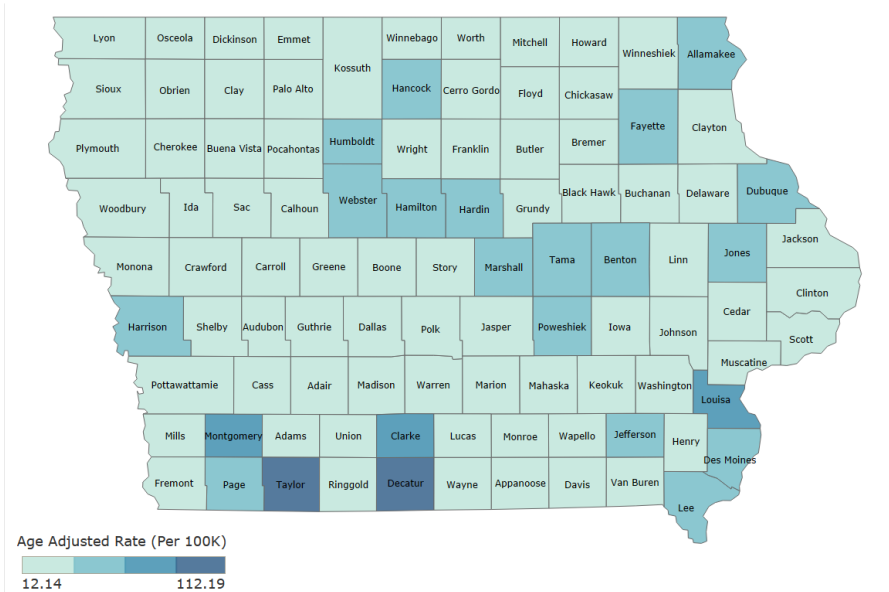 Lyon Osceola Dickinson Emmet Winnebago Worth Mitchell Howard Winneshiek Allamakee
Kossuth
Sioux Obrien Clay Palo Alto Hancock Cerro Gordo Floyd Chickasaw
Fayette Clayton
Plymouth Cherokee Buena Vista Pocahontas Humboldt Wright Franklin Butler Bremer
Woodbury Ida Sac Calhoun Webster Hamilton Hardin Grundy Black Hawk Buchanan Delaware Dubuque
Monona Crawford Carroll Greene Boone Story Marshall Tama Benton Linn Jones Jackson
Clinton
Harrison Shelby Audubon Guthrie Dallas Polk Jasper Poweshiek Iowa Johnson Cedar Scott
Muscatine
Pottawattamie Cass Adair Madison Warren Marion Mahaska Keokuk Washington Louisa
Mills Montgomery Adams Union Clarke Lucas Monroe Wapello Jefferson Henry
Des Moines
Fremont Page Taylor Ringgold Decatur Wayne Appanoose Davis Van Buren
Lee
Age Adjusted Rate (Per 100K)
12.14 112.19